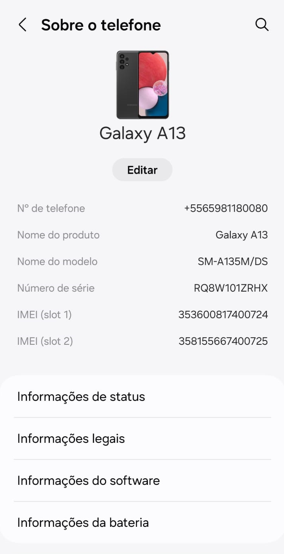 Sobre o telefone
Galaxy A13
Editar
Nº de telefone +5565981180080
Nome do produto Galaxy A13
Nome do modelo SM-A135M/DS
Número de série RQ8W101ZRHX
IMEI (slot 1) 353600817400724
IMEI (slot 2) 358155667400725
Informações de status
Informações legais
Informações do software
Informações da bateria